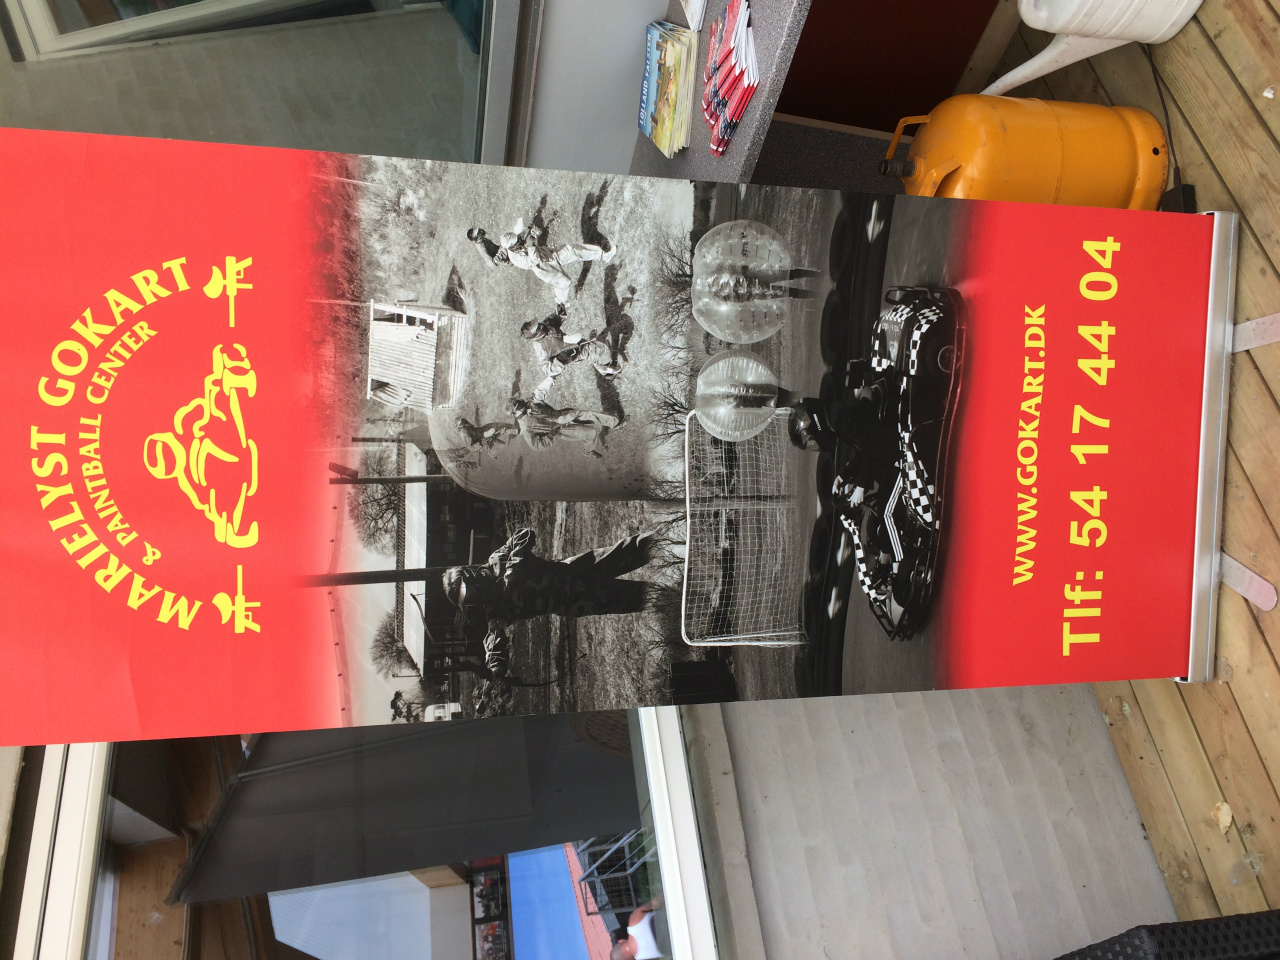 MARIELYST GOKART
& PAINTBALL CENTER
WWW.GOKART.DK
Tlf: 54 17 44 04